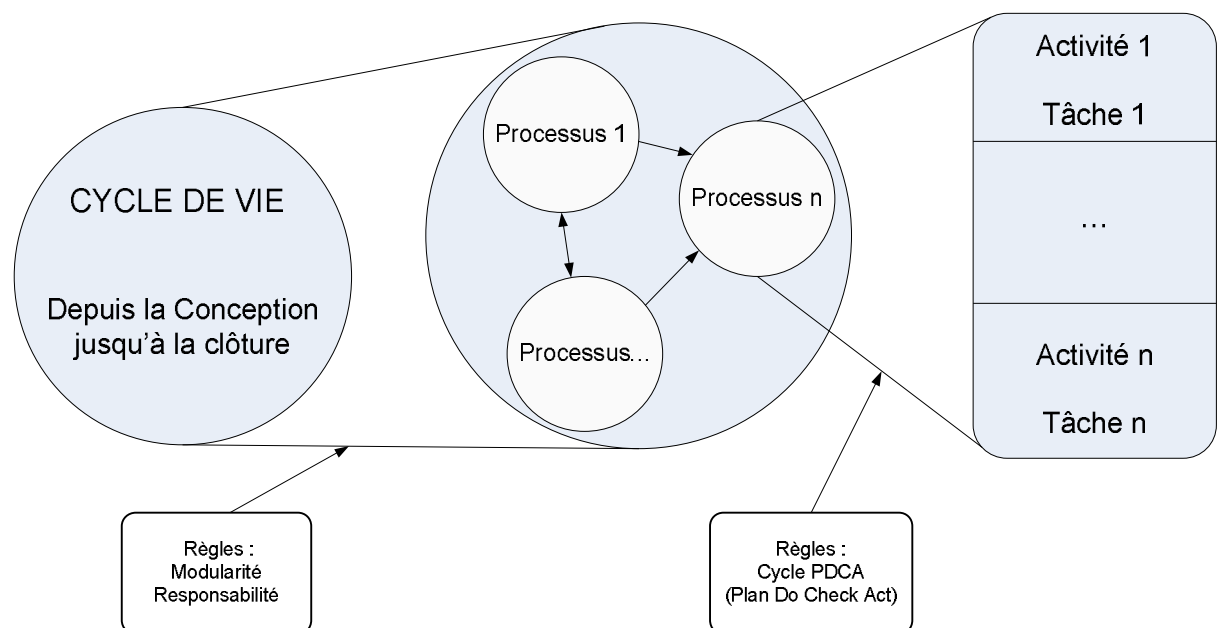 CYCLE DE VIE
Depuis la Conception
jusqu'à la clôture
Processus 1
Processus n
Processus...
Activité 1
Tâche 1
...
Activité n
Tâche n
Règles :
Modularité
Responsabilité
Règles :
Cycle PDCA
(Plan Do Check Act)